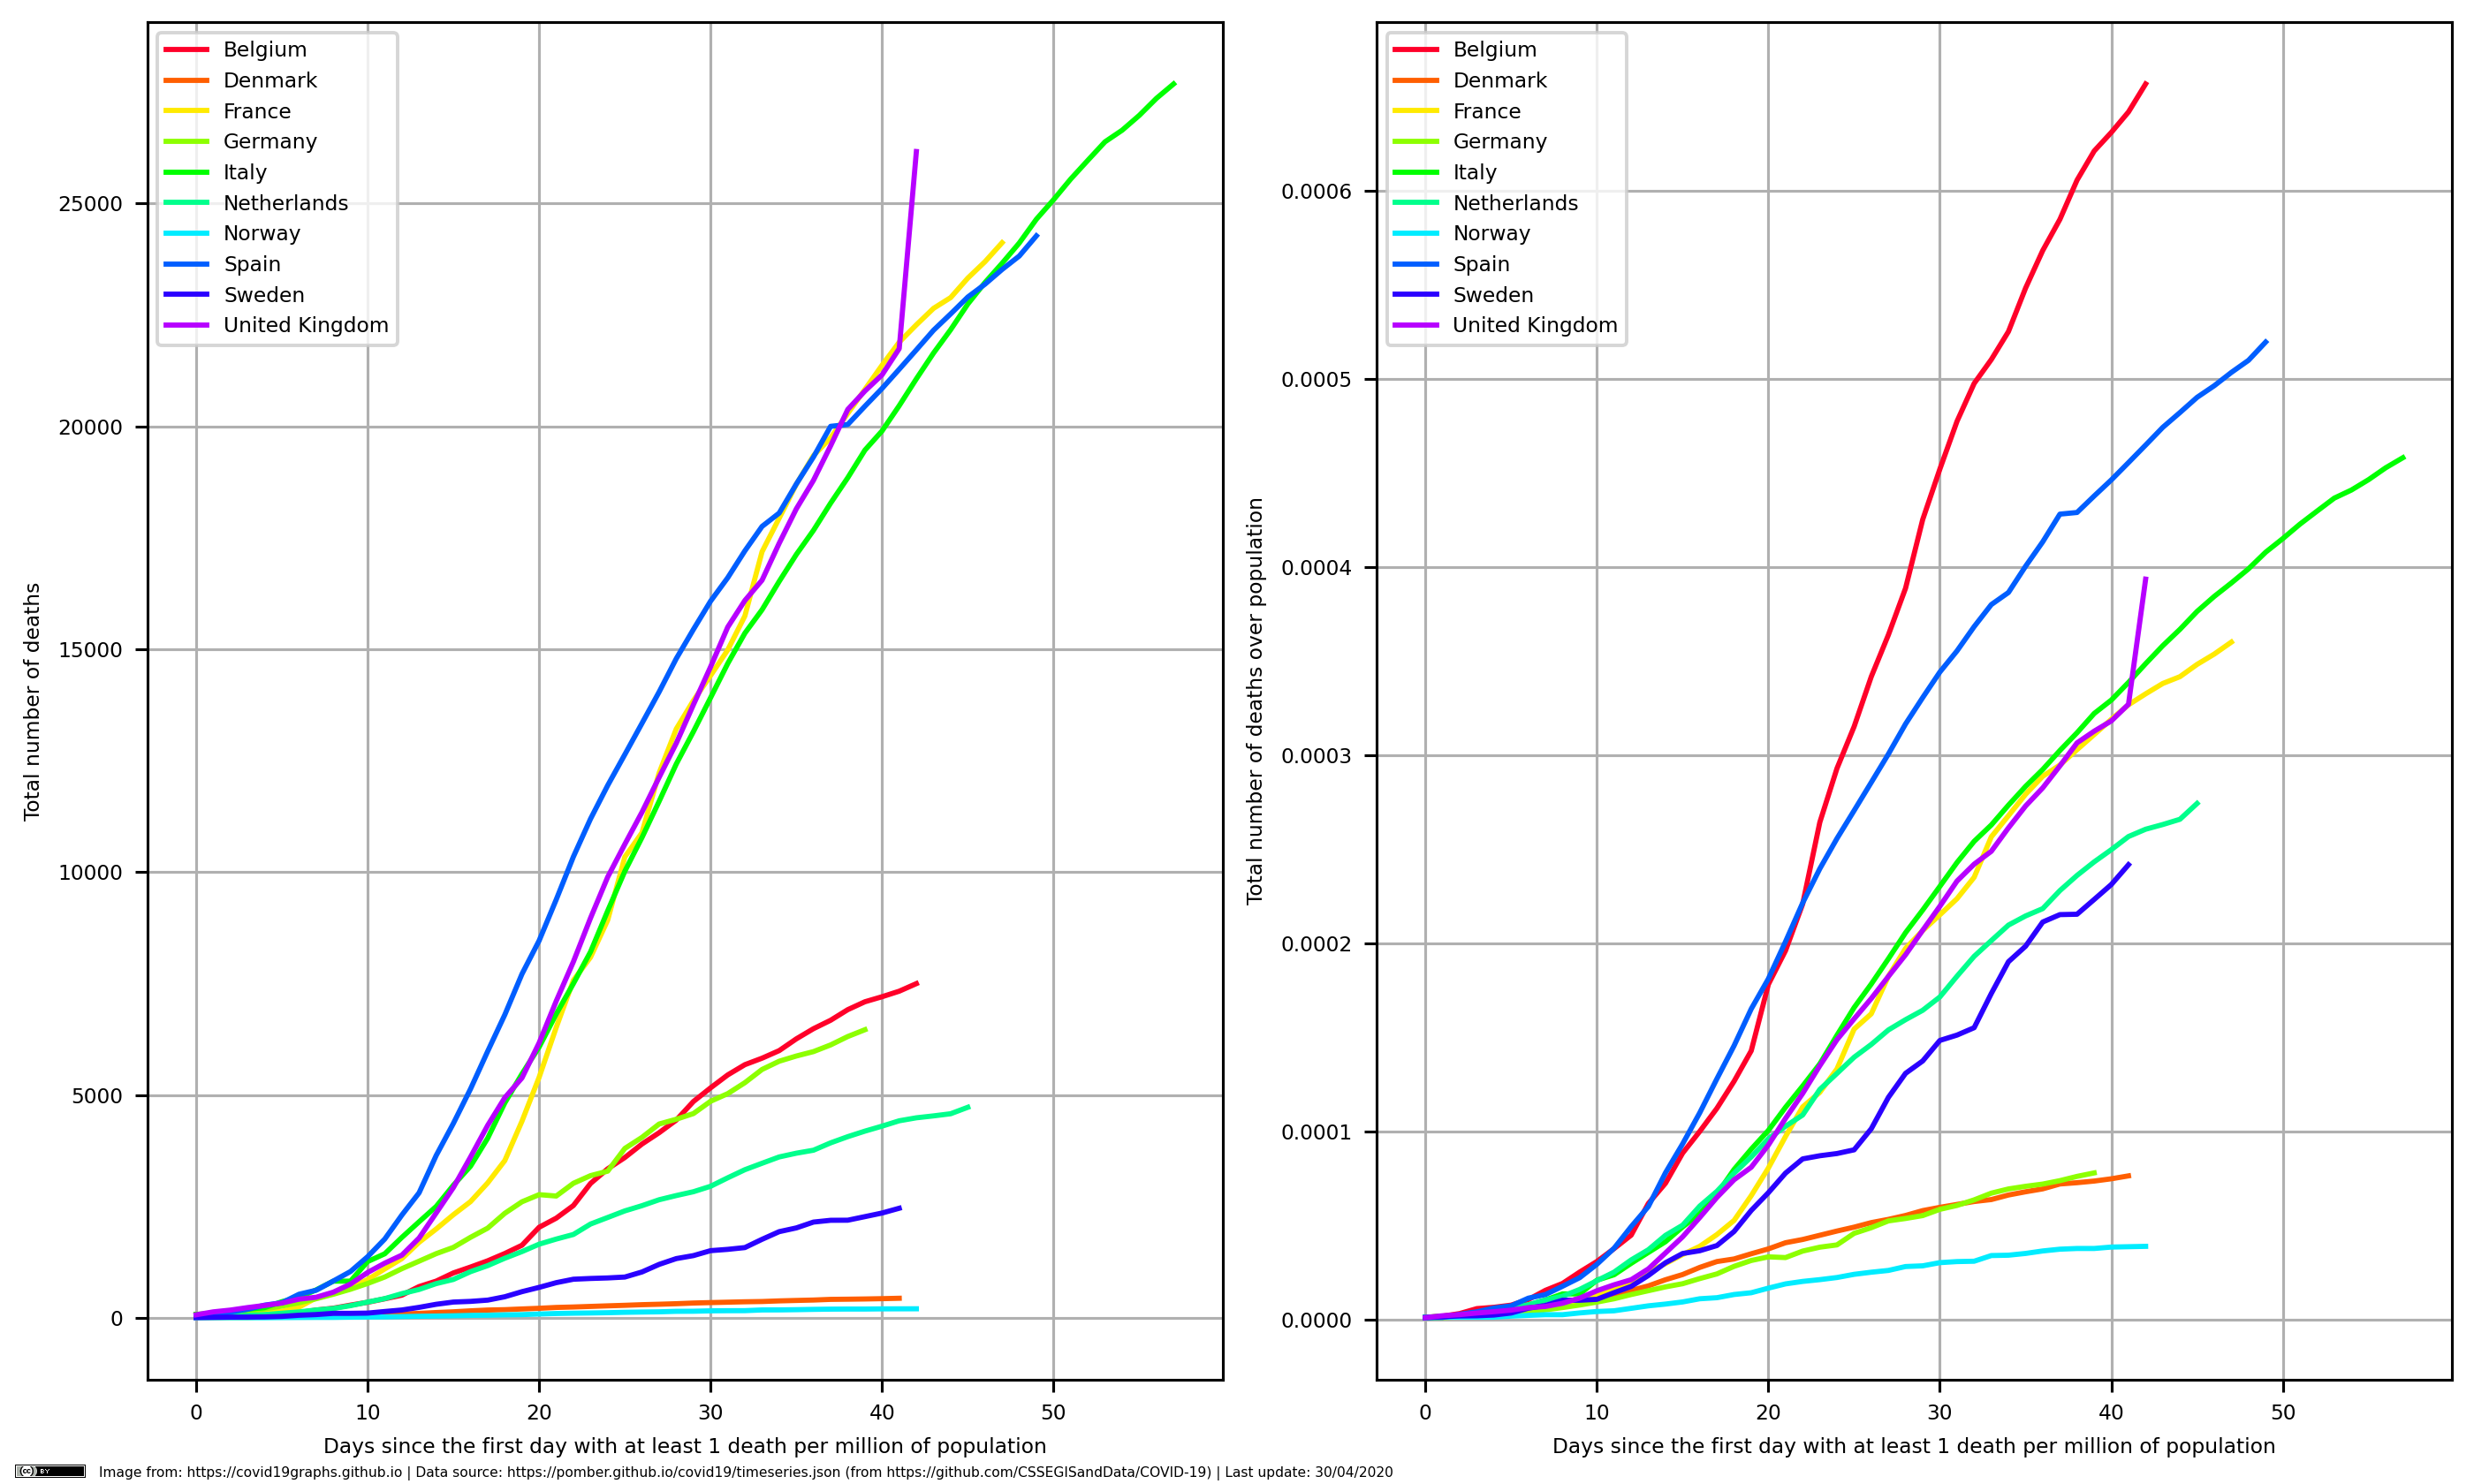 Belgium
Denmark
France
Germany
Italy
Netherlands
Norway
Spain
Sweden
United Kingdom
25000
20000
15000
10000
5000
0
Total number of deaths
0 10 20 30 40 50
Days since the first day with at least 1 death per million of population
Belgium
Denmark
France
Germany
Italy
Netherlands
Norway
Spain
Sweden
United Kingdom
0.0006
0.0005
0.0004
0.0003
0.0002
0.0001
0.0000
Total number of deaths over population
0 10 20 30 40 50
Days since the first day with at least 1 death per million of population
(cc) BY Image from: https://covid19graphs.github.io | Data source: https://pomber.github.io/covid19/timeseries.json (from https://github.com/CSSEGISandData/COVID-19) | Last update: 30/04/2020